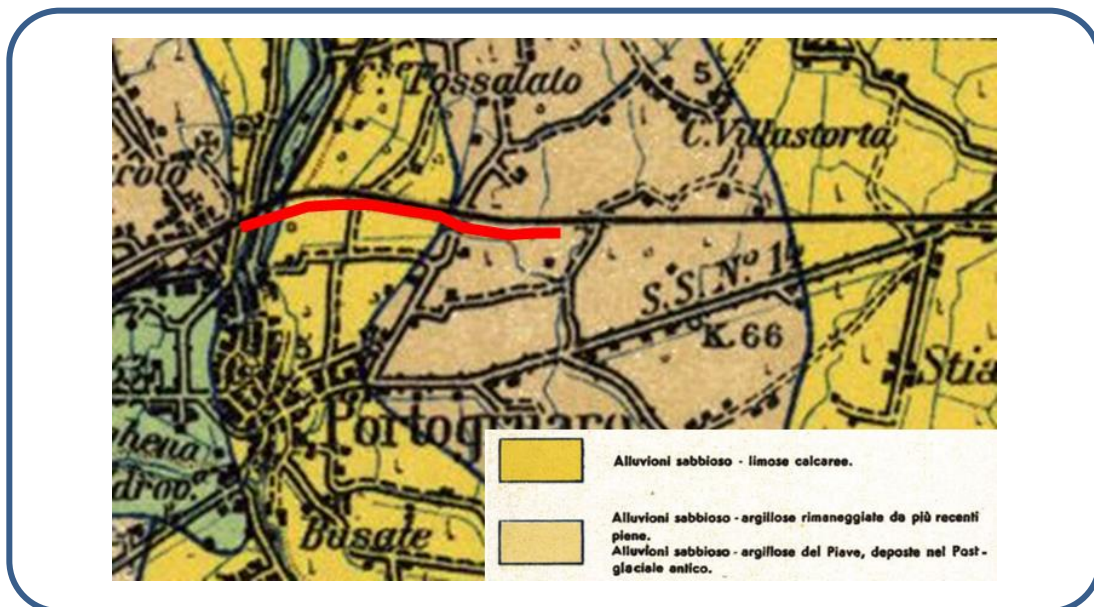 C.se Fossalato
5
C. Villastorta
S.S. N.o 14
K. 66
Portogruaro
Busate
Alluvioni sabbioso - limose calcaree.
Alluvioni sabbioso - argillose rimaneggiate da più recenti
piene.
Alluvioni sabbioso - argillose del Piave, deposte nel Post-
glaciale antico.